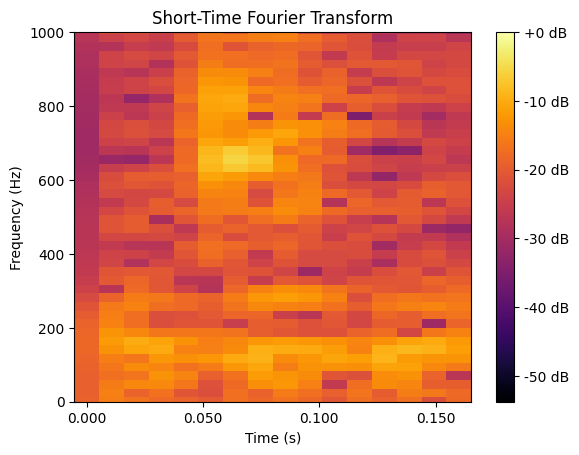 Short-Time Fourier Transform
Frequency (Hz)
1000
800
600
400
200
0
0.000
0.050
0.100
0.150
Time (s)
+0 dB
-10 dB
-20 dB
-30 dB
-40 dB
-50 dB